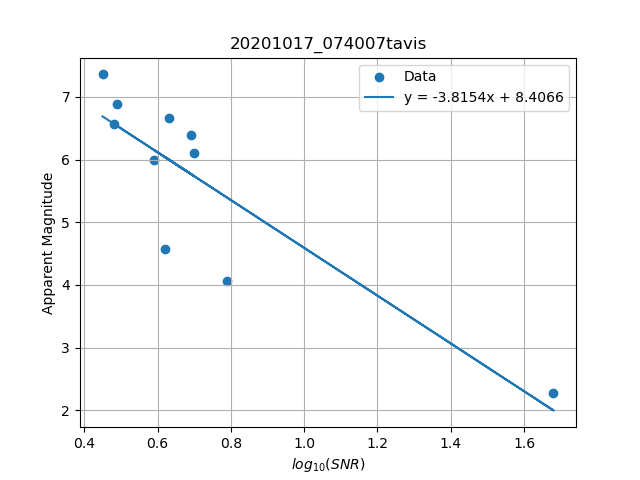 20201017_074007tavis
Data
y = -3.8154x + 8.4066
Apparent Magnitude
7
6
5
4
3
2
0.4 0.6 0.8 1.0 1.2 1.4 1.6
log₁₀(SNR)